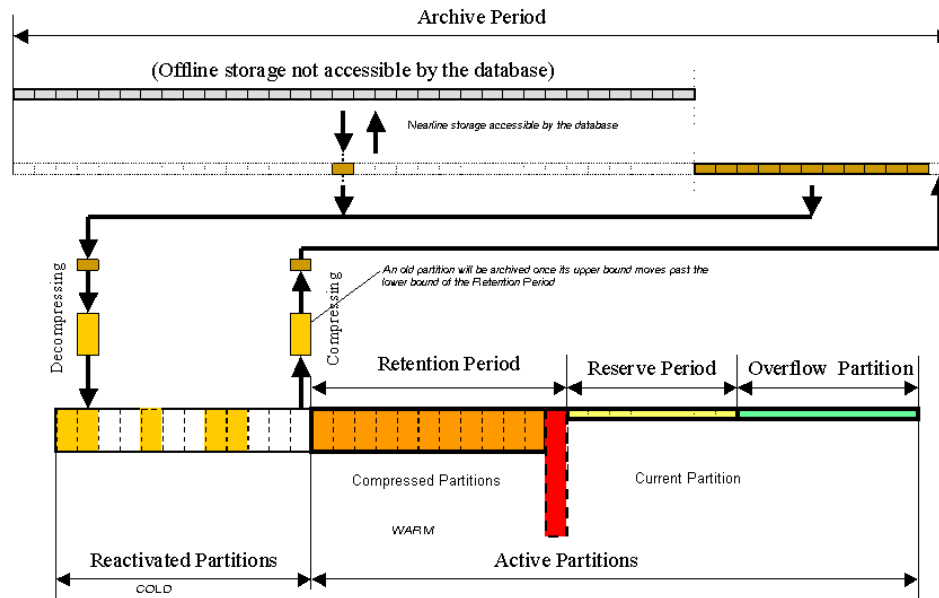 Archive Period
(Offline storage not accessible by the database)
Nearline storage accessible by the database
An old partition will be archived once its upper bound moves past the
lower bound of the Retention Period
Decompressing
Compressing
Retention Period
Reserve Period
Overflow Partition
Compressed Partitions
Current Partition
WARM
Reactivated Partitions
Active Partitions
COLD